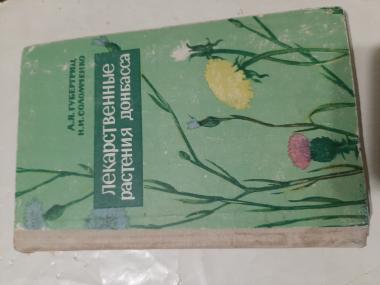 А.Я. ГУБЕРГРИЦ
Н.И. СОЛОМЧЕНКО
лекарственные
растения донбасса